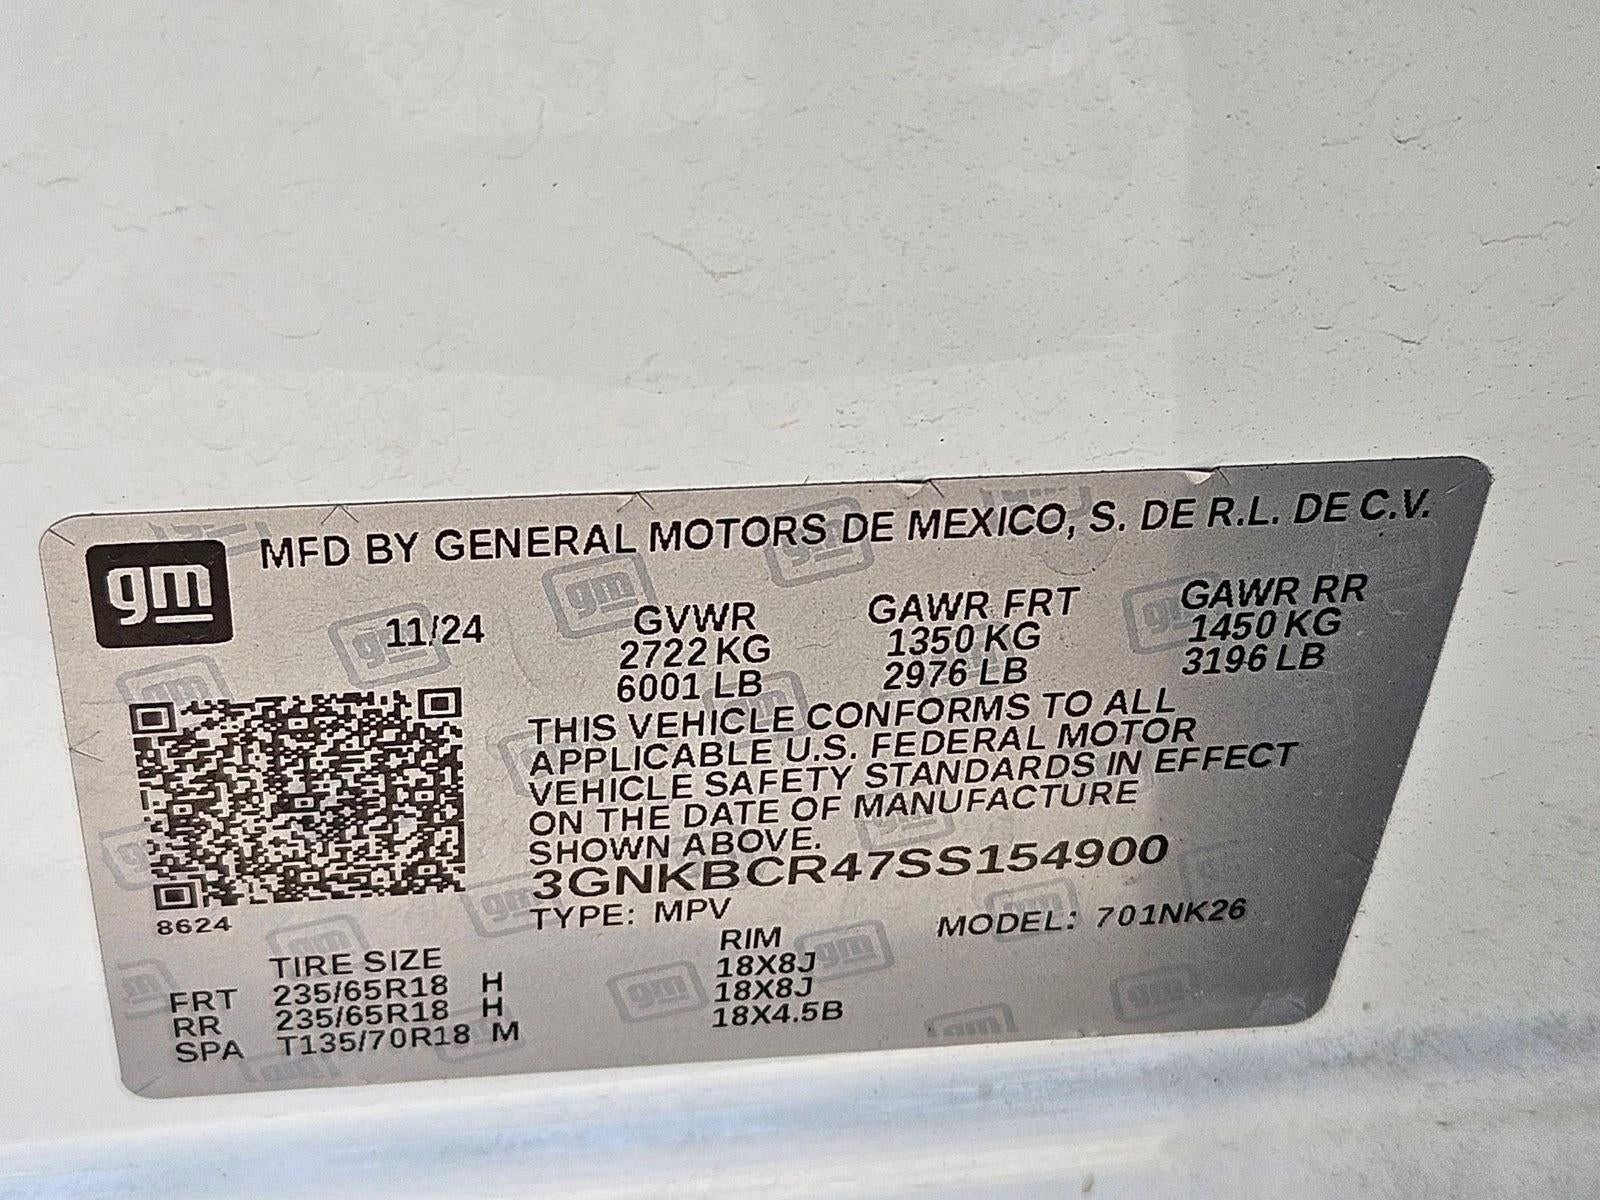 gm
MFD BY GENERAL MOTORS DE MEXICO, S. DE R.L. DE C.V.
11/24 GVWR GAWR FRT GAWR RR
2722 KG 1350 KG 1450 KG
6001 LB 2976 LB 3196 LB
THIS VEHICLE CONFORMS TO ALL
APPLICABLE U.S. FEDERAL MOTOR
VEHICLE SAFETY STANDARDS IN EFFECT
ON THE DATE OF MANUFACTURE
SHOWN ABOVE.
3GNKBCR47SS154900
8624
TYPE: MPV MODEL: 701NK26
TIRE SIZE RIM
FRT 235/65R18 H 18X8J
RR 235/65R18 H 18X8J
SPA T135/70R18 M 18X4.5B